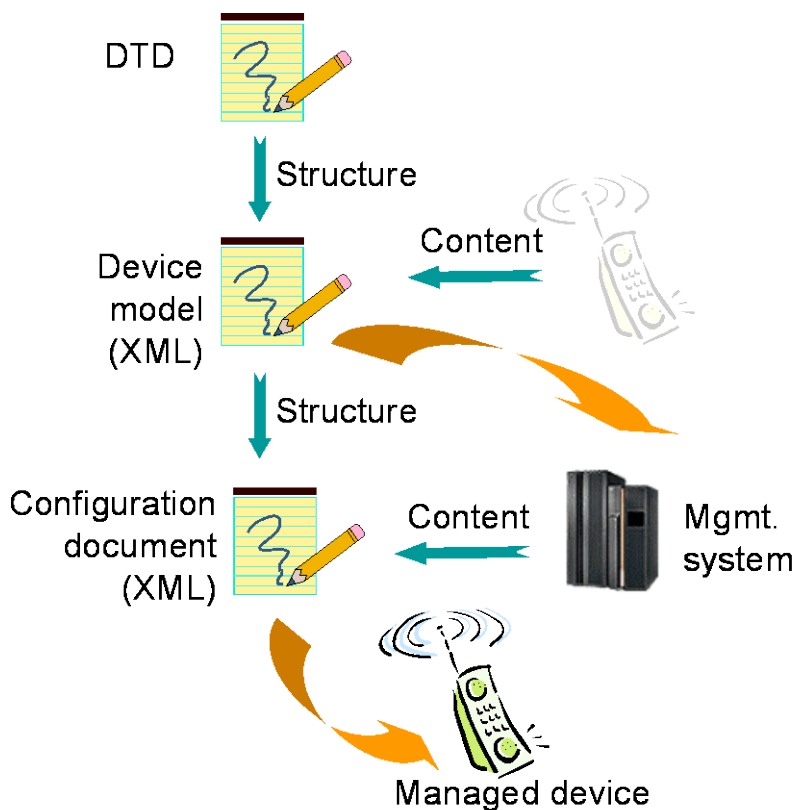 DTD
Structure
Content
Device
model
(XML)
Structure
Configuration
document
(XML)
Content
Mgmt.
system
Managed device